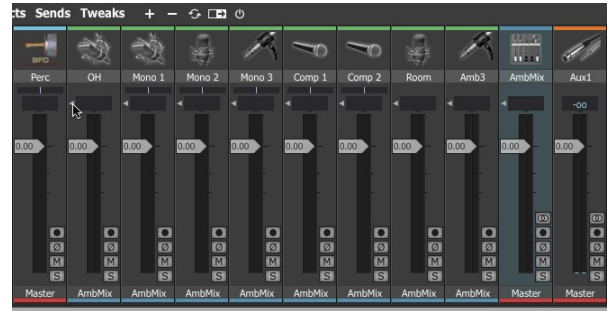 cts Sends Tweaks + −
BFD
Perc OH Mono 1 Mono 2 Mono 3 Comp 1 Comp 2 Room Amb3 AmbMix Aux1
-oo
0.00 0.00 0.00 0.00 0.00 0.00 0.00 0.00 0.00 0.00 0.00
Ø Ø Ø Ø Ø Ø Ø Ø Ø Ø Ø
M M M M M M M M M M M
S S S S S S S S S S -- S
Master AmbMix AmbMix AmbMix AmbMix AmbMix AmbMix AmbMix AmbMix Master Master